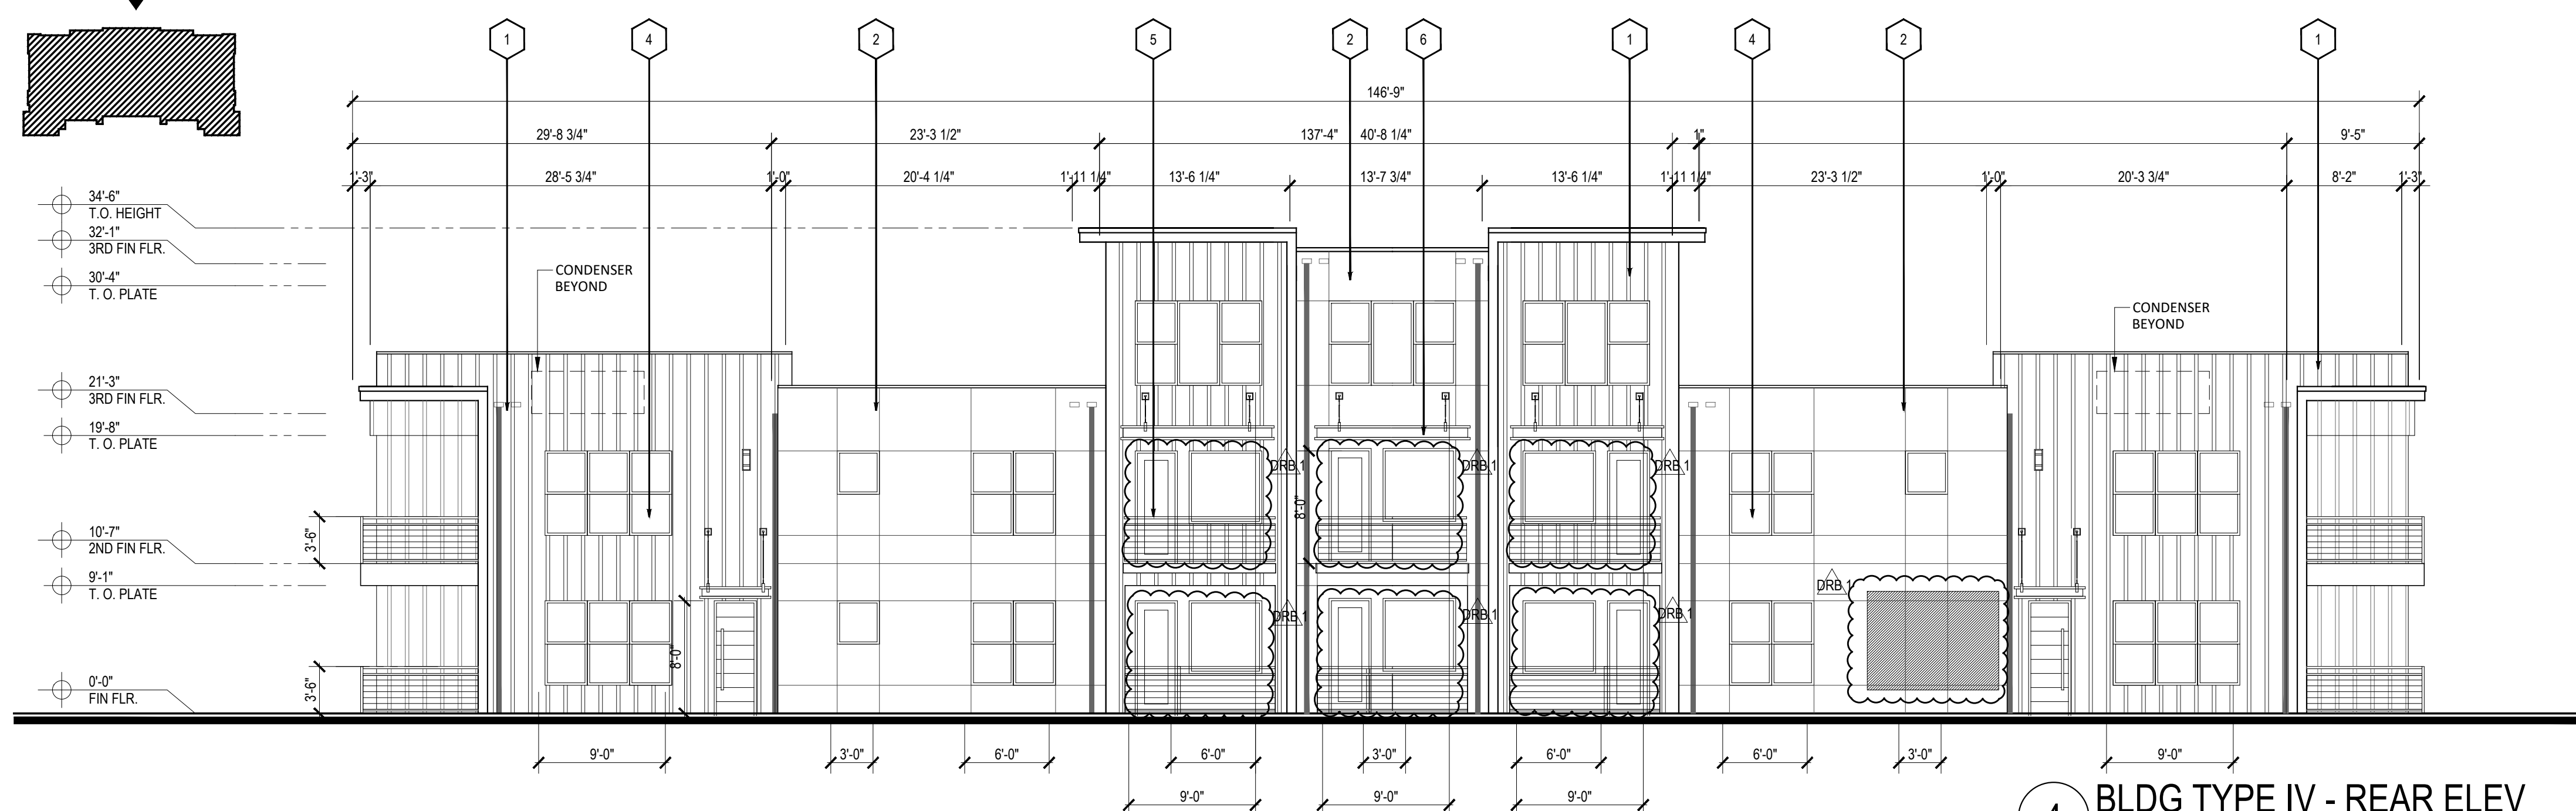 1 4 2 5 2 6 1 4 2 1
146'-9"
29'-8 3/4" 23'-3 1/2" 137'-4" 40'-8 1/4" 1" 9'-5"
1'-3" 28'-5 3/4" 1'-0" 20'-4 1/4" 1'-11 1/4" 13'-6 1/4" 13'-7 3/4" 13'-6 1/4" 1'-11 1/4" 23'-3 1/2" 1'-0" 20'-3 3/4" 8'-2" 1'-3"
34'-6"
T.O. HEIGHT
32'-1"
3RD FIN FLR.
30'-4"
T. O. PLATE
CONDENSER
BEYOND
CONDENSER
BEYOND
21'-3"
3RD FIN FLR.
19'-8"
T. O. PLATE
DRB 1 DRB 1 DRB 1
8'-0"
10'-7"
2ND FIN FLR.
3'-6"
9'-1"
T. O. PLATE
DRB 1
DRB 1 DRB 1 DRB 1
8'-0"
0'-0"
FIN FLR.
3'-6"
9'-0" 3'-0" 6'-0" 6'-0" 3'-0" 6'-0" 6'-0" 3'-0" 9'-0"
9'-0" 9'-0" 9'-0"
BLDG TYPE IV - REAR ELEV